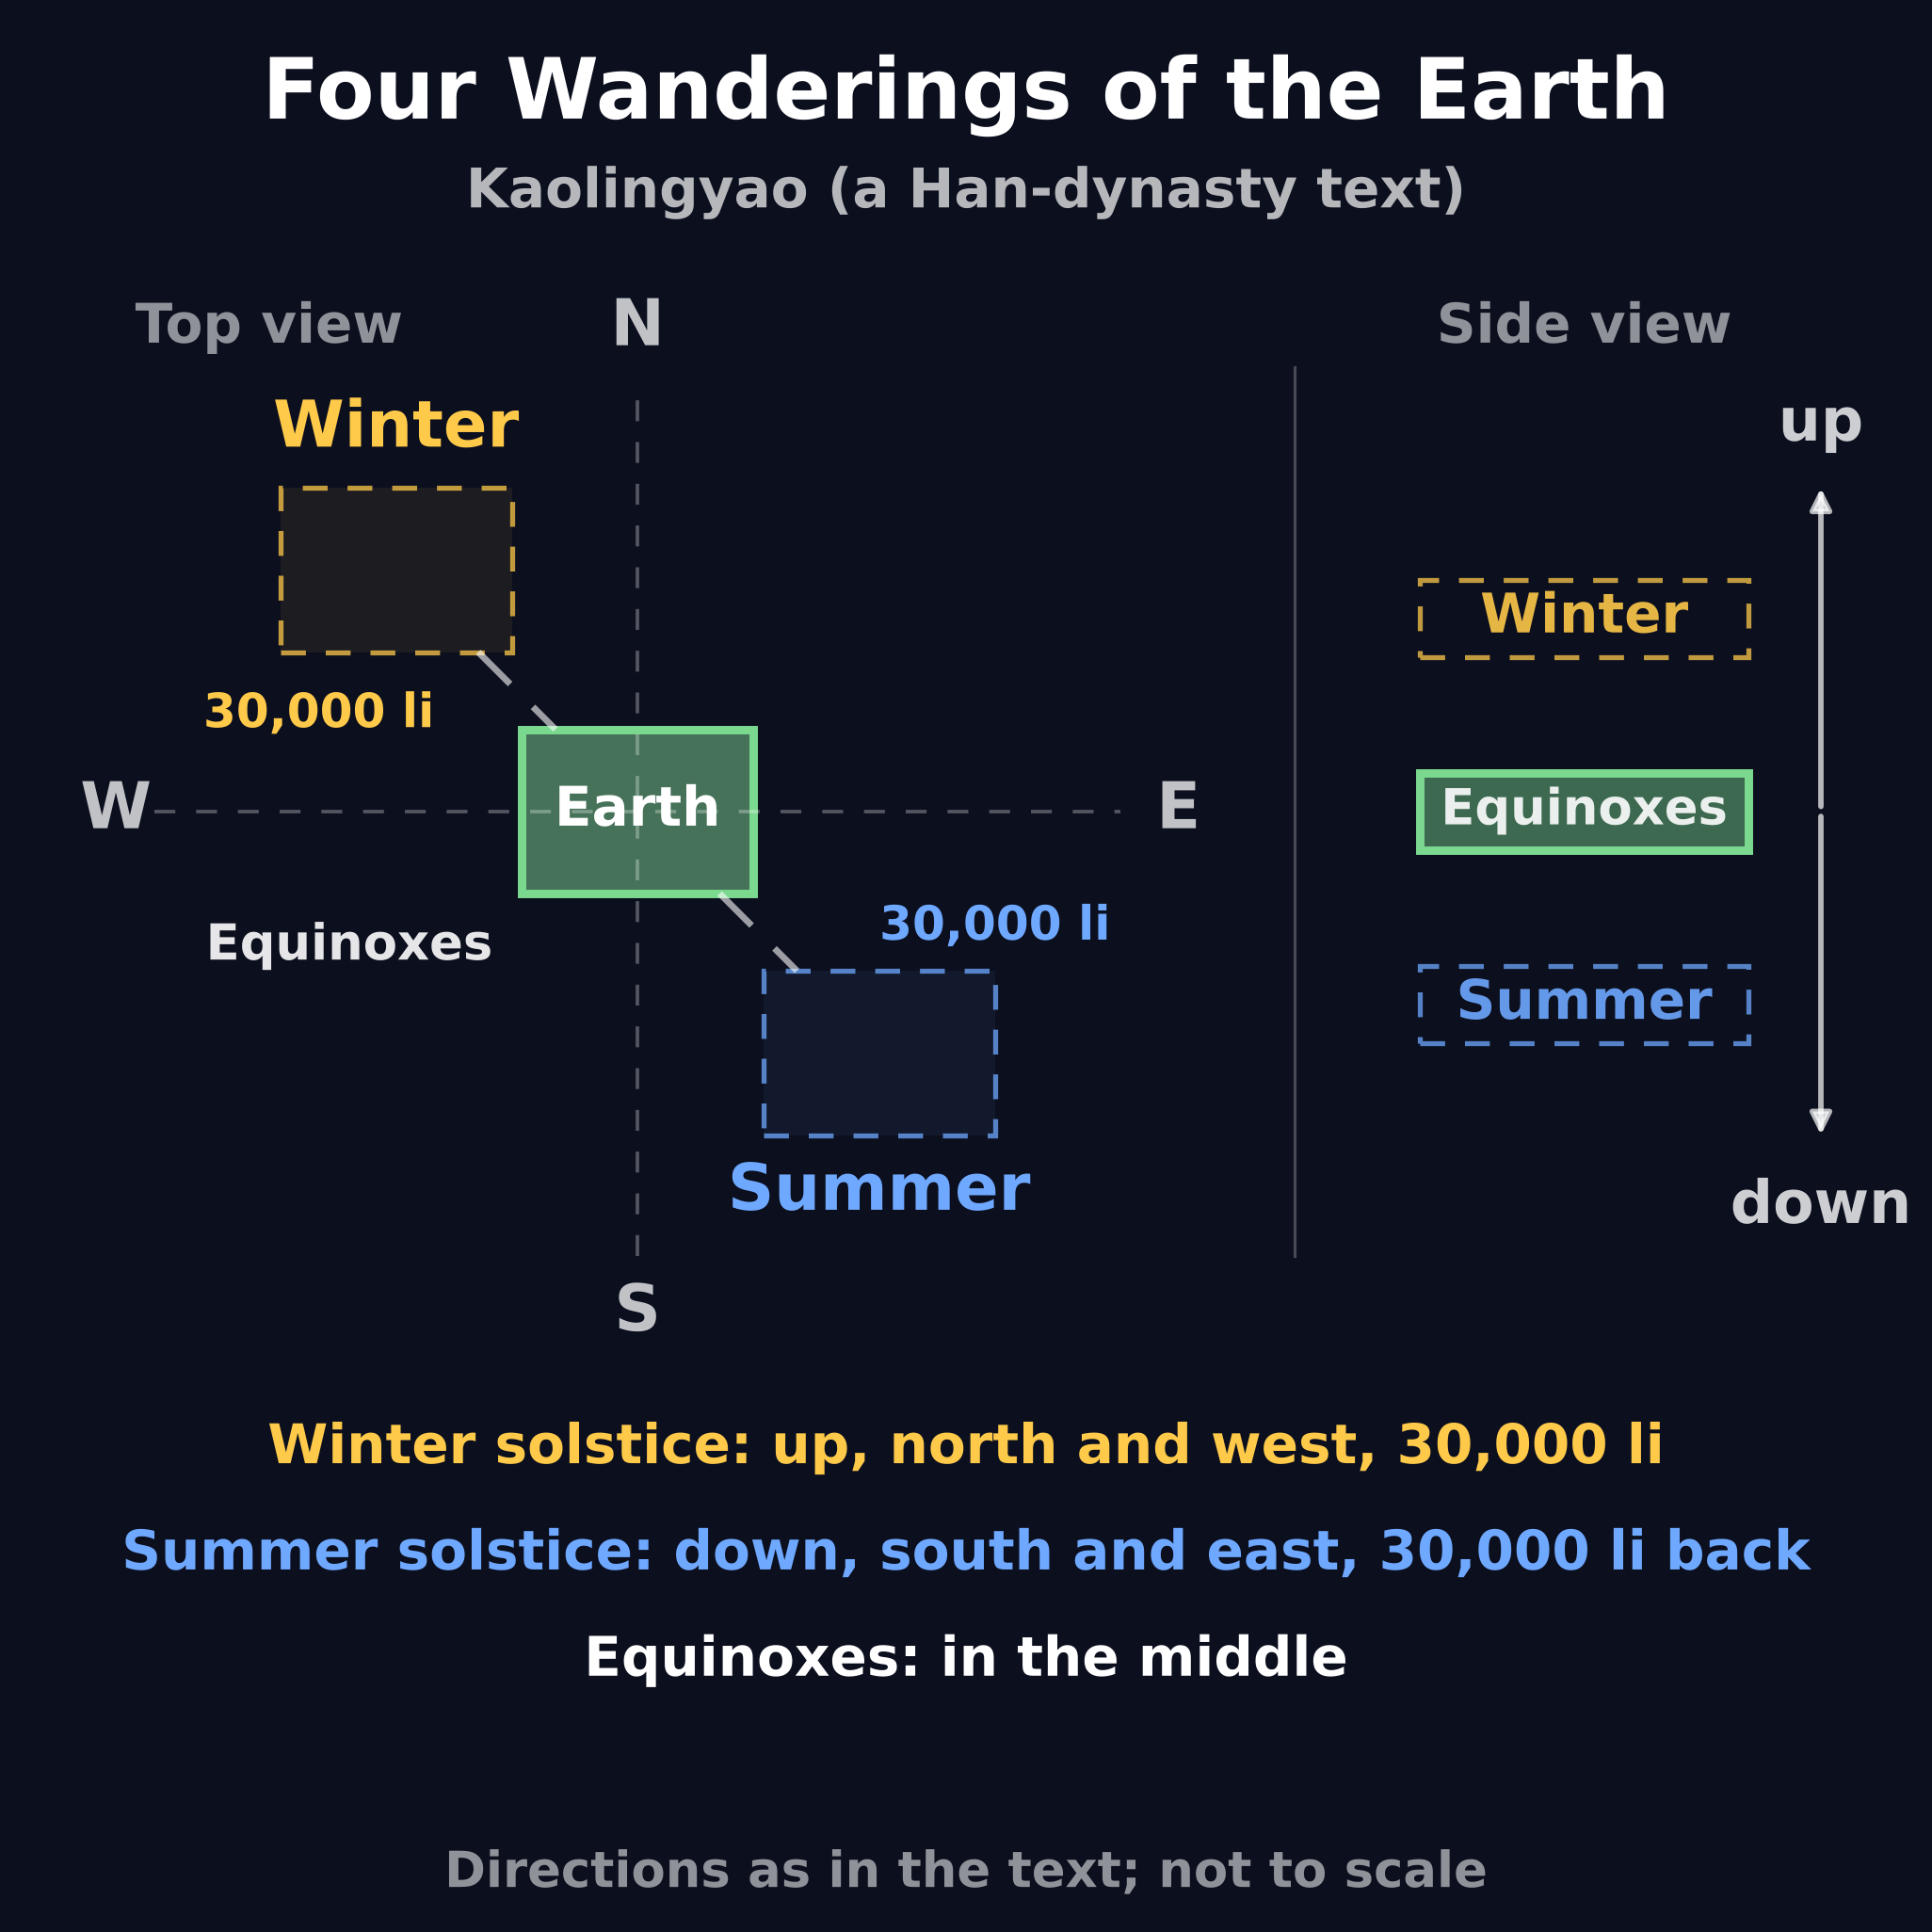 Four Wanderings of the Earth
Kaolingyao (a Han-dynasty text)
Top view
N
Side view
Winter
up
Winter
30,000 li
W
Earth
E
Equinoxes
Equinoxes
30,000 li
Summer
Summer
down
S
Winter solstice: up, north and west, 30,000 li
Summer solstice: down, south and east, 30,000 li back
Equinoxes: in the middle
Directions as in the text; not to scale